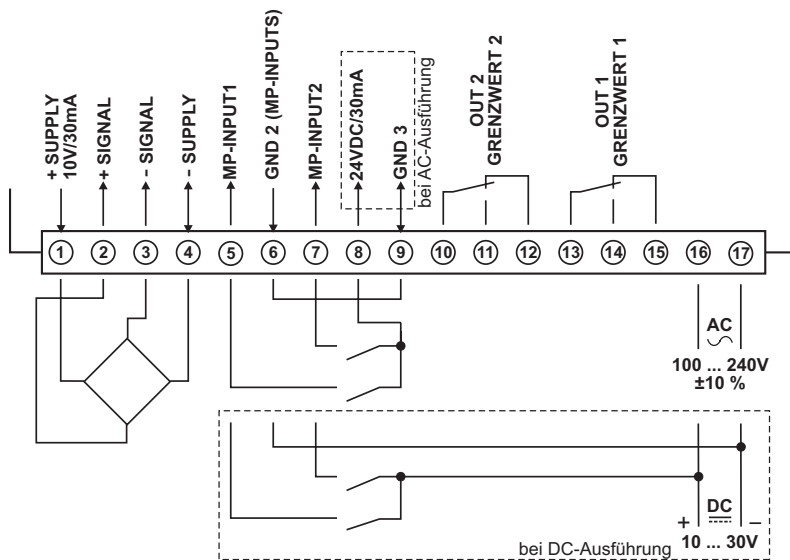 + SUPPLY
10V/30mA
+ SIGNAL
- SIGNAL
- SUPPLY
MP-INPUT1
GND 2 (MP-INPUTS)
MP-INPUT2
24VDC/30mA
GND 3
bei AC-Ausführung
OUT 2
GRENZWERT 2
OUT 1
GRENZWERT 1
1 2 3 4 5 6 7 8 9 10 11 12 13 14 15 16 17
AC
100 ... 240V
±10 %
+ DC –
10 ... 30V
bei DC-Ausführung